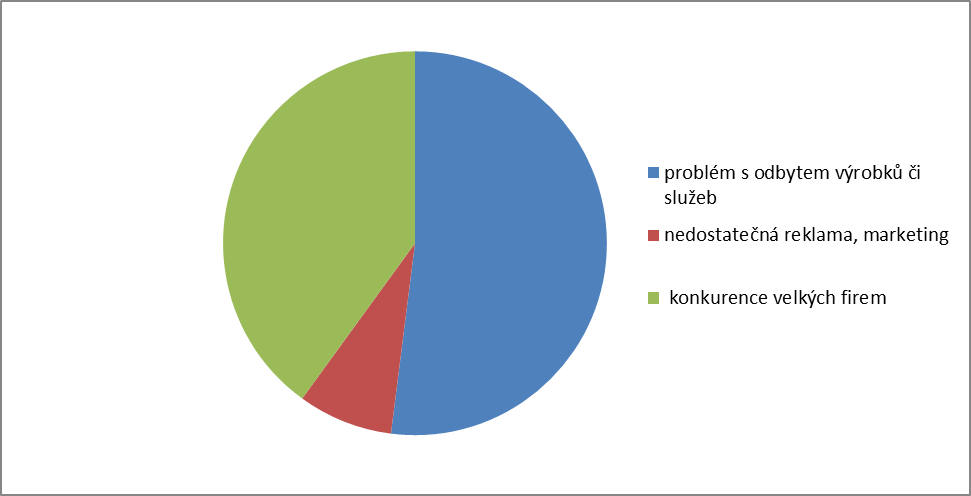 problém s odbytem výrobků či
služeb
nedostatečná reklama, marketing
konkurence velkých firem